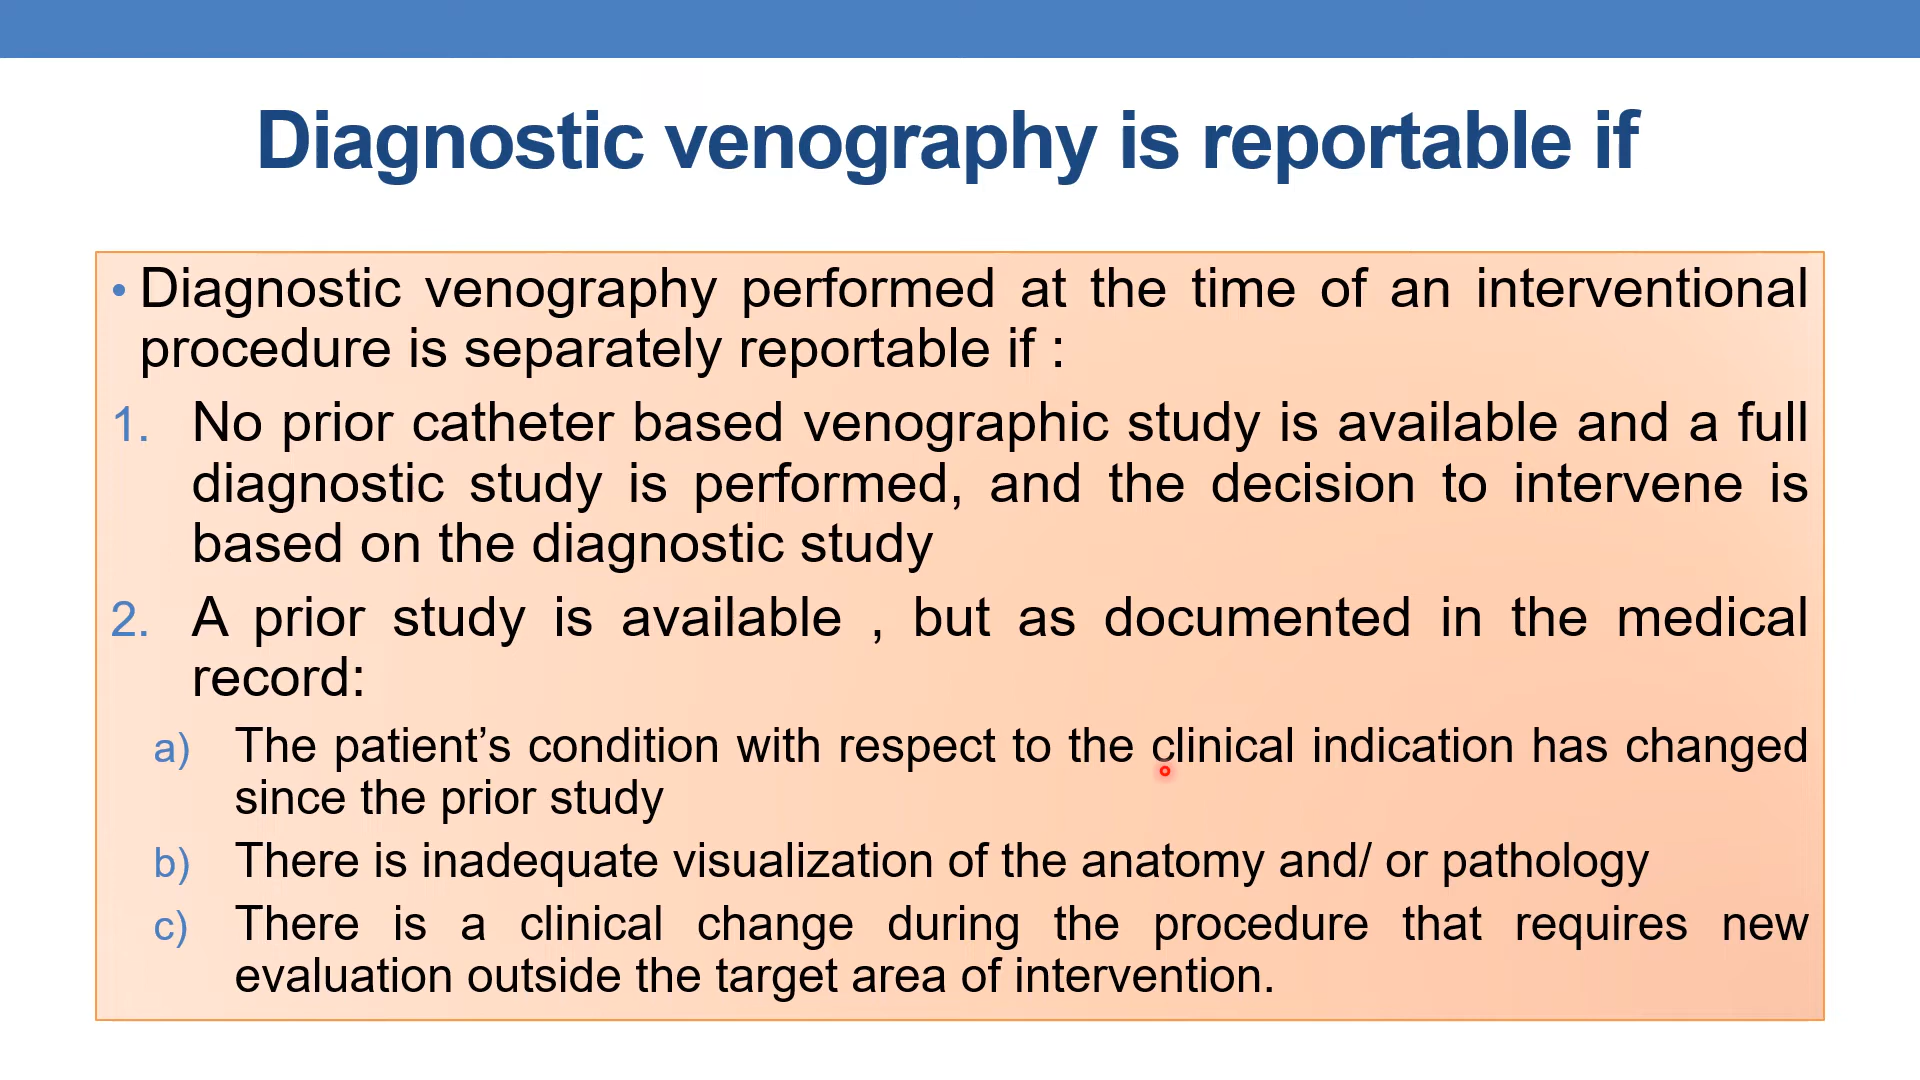 Diagnostic venography is reportable if
• Diagnostic venography performed at the time of an interventional
procedure is separately reportable if :
1. No prior catheter based venographic study is available and a full
diagnostic study is performed, and the decision to intervene is
based on the diagnostic study
2. A prior study is available , but as documented in the medical
record:
a) The patient’s condition with respect to the clinical indication has changed
since the prior study
b) There is inadequate visualization of the anatomy and/ or pathology
c) There is a clinical change during the procedure that requires new
evaluation outside the target area of intervention.